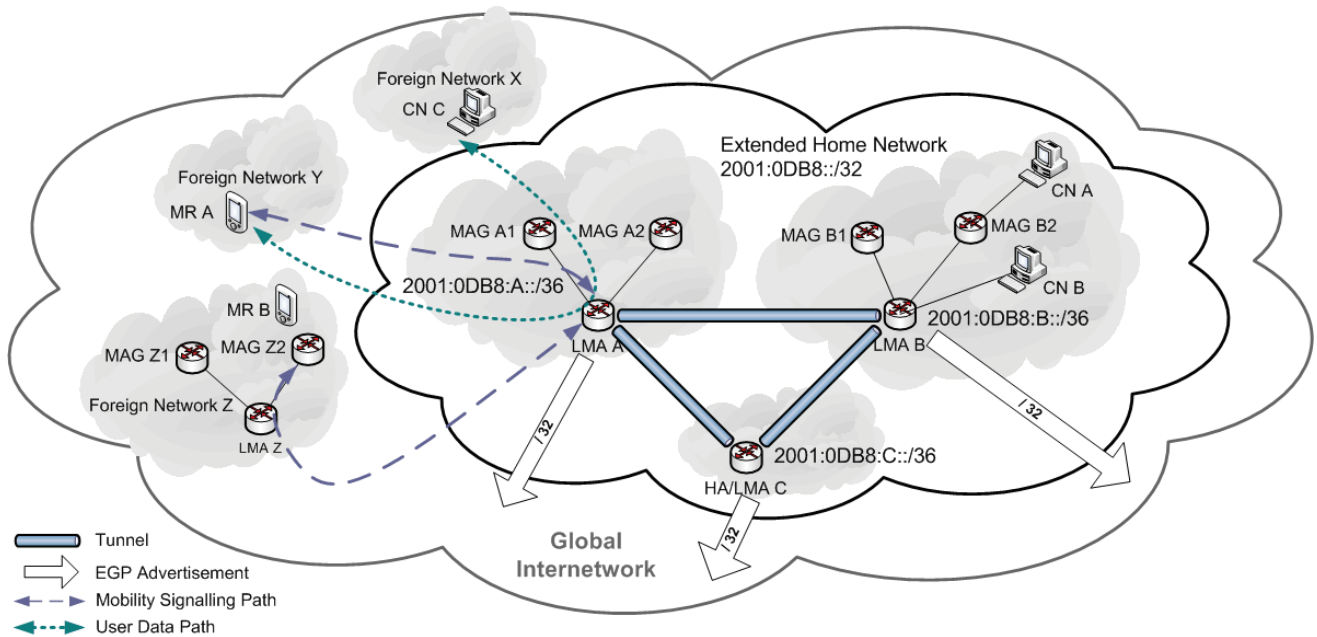 Foreign Network X
CN C
Extended Home Network
2001:0DB8::/32
CN A
Foreign Network Y
MR A
MAG A1
MAG A2
MAG B1
MAG B2
CN B
2001:0DB8:A::/36
MR B
LMA A
LMA B
2001:0DB8:B::/36
MAG Z1
MAG Z2
Foreign Network Z
LMA Z
/ 32
/ 32
2001:0DB8:C::/36
HA/LMA C
/ 32
Global
Internetwork
Tunnel
EGP Advertisement
Mobility Signalling Path
User Data Path